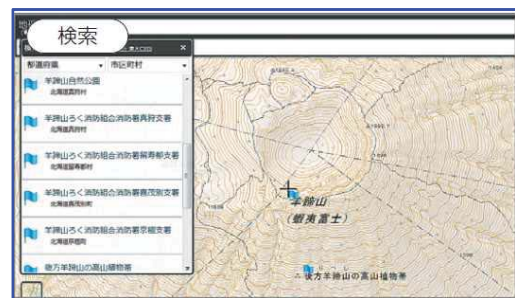 検索
都道府県
市区町村
羊蹄山自然公園
北海道真狩村
羊蹄山ろく消防組合消防署真狩支署
北海道真狩村
羊蹄山ろく消防組合消防署留寿都支署
北海道留寿都村
羊蹄山ろく消防組合消防署喜茂別支署
北海道喜茂別町
羊蹄山ろく消防組合消防署京極支署
北海道京極町
後方羊蹄山の高山植物帯
羊蹄山
(蝦夷富士)
後方羊蹄山の高山植物帯